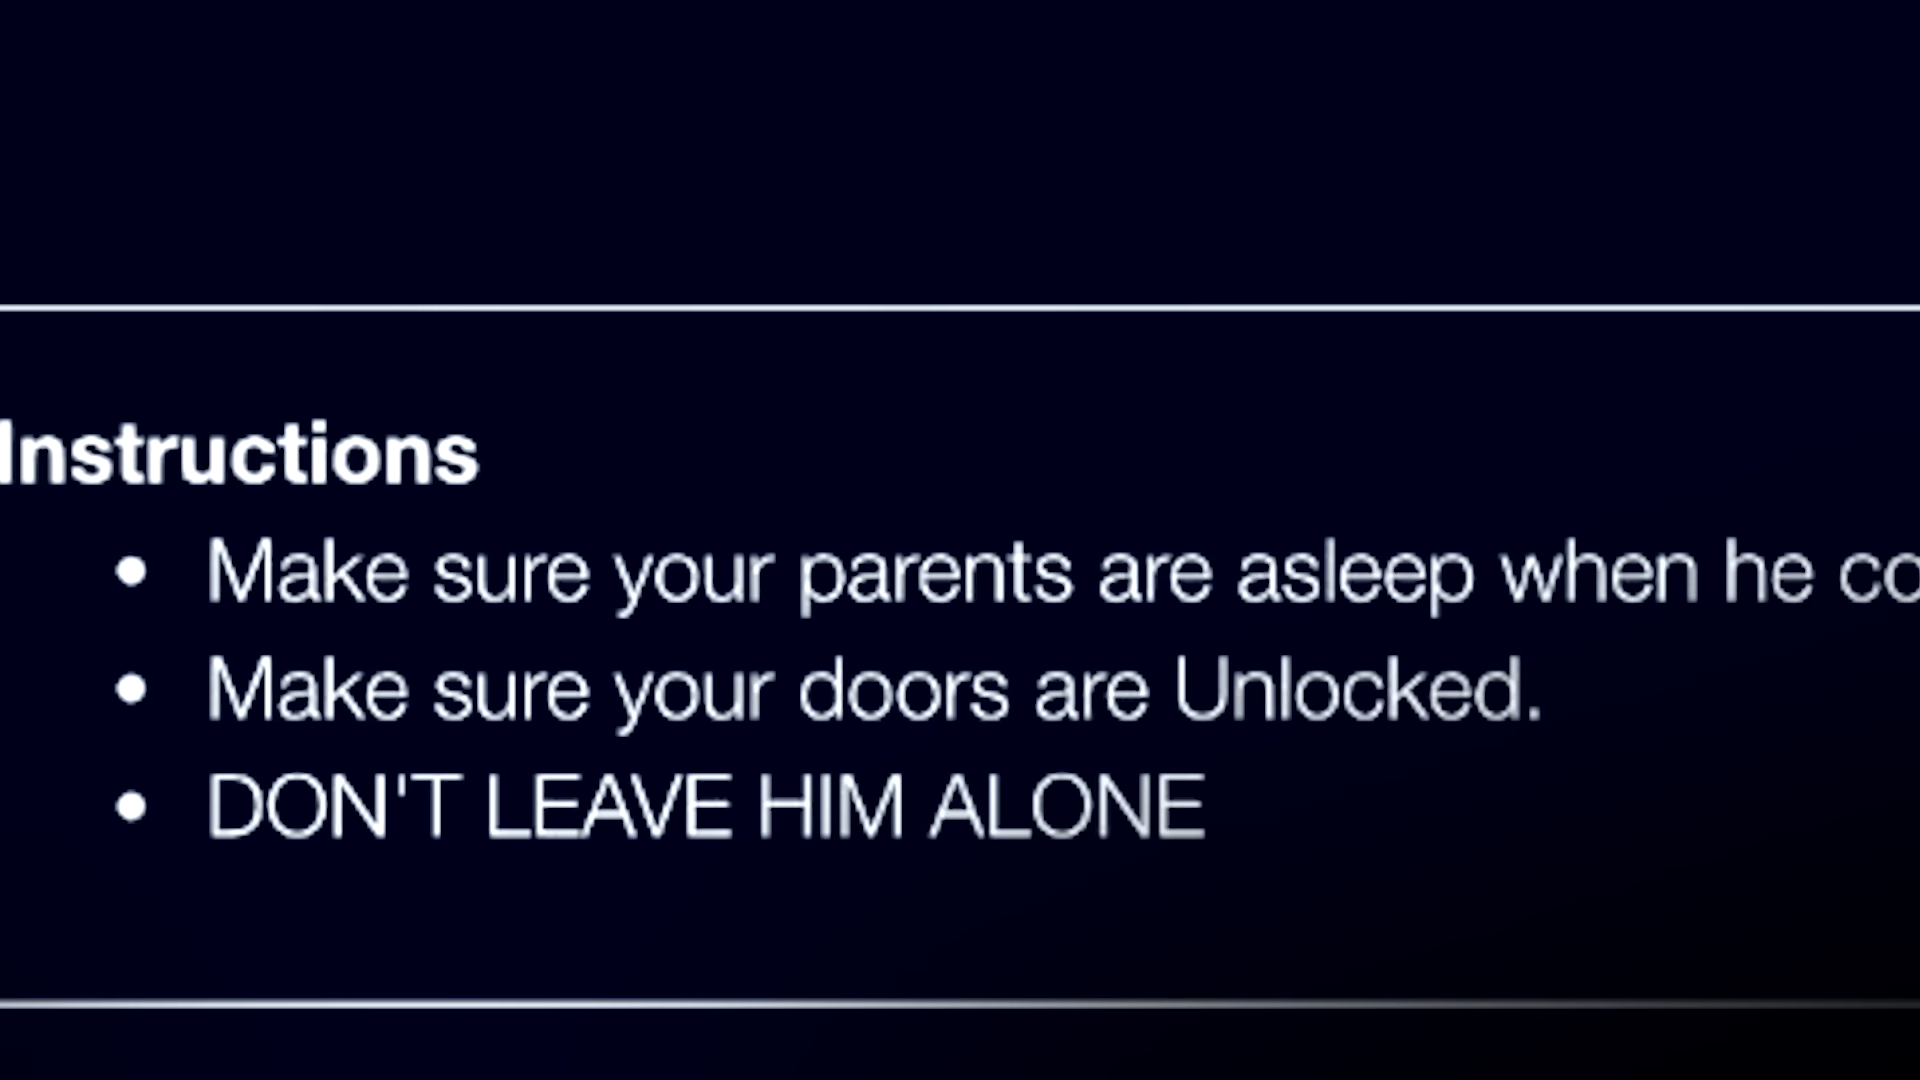 Instructions
• Make sure your parents are asleep when he
• Make sure your doors are Unlocked.
• DON'T LEAVE HIM ALONE